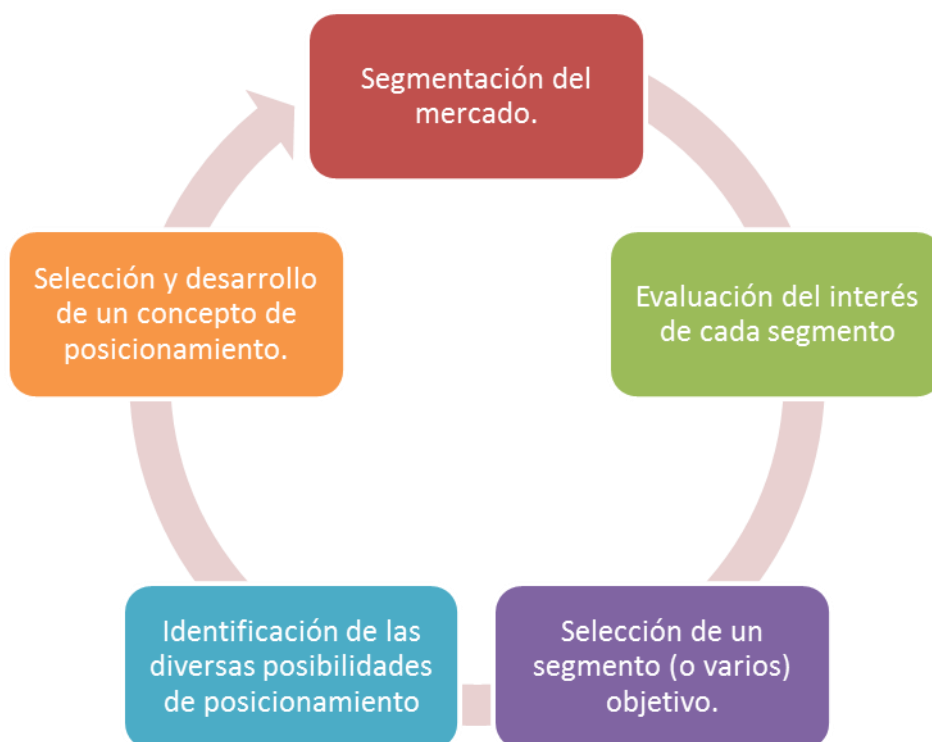 Segmentación del
mercado.
Evaluación del interés
de cada segmento
Selección de un
segmento (o varios)
objetivo.
Identificación de las
diversas posibilidades
de posicionamiento
Selección y desarrollo
de un concepto de
posicionamiento.